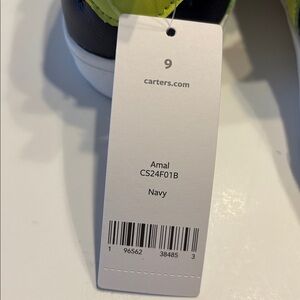 9
carters.com
Amal
CS24F01B
Navy
1 96562 38485 3